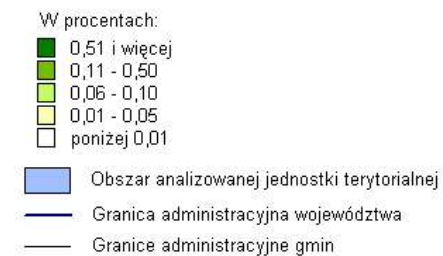 W procentach:
0,51 i więcej
0,11 - 0,50
0,06 - 0,10
0,01 - 0,05
poniżej 0,01
Obszar analizowanej jednostki terytorialnej
Granica administracyjna województwa
Granice administracyjne gmin